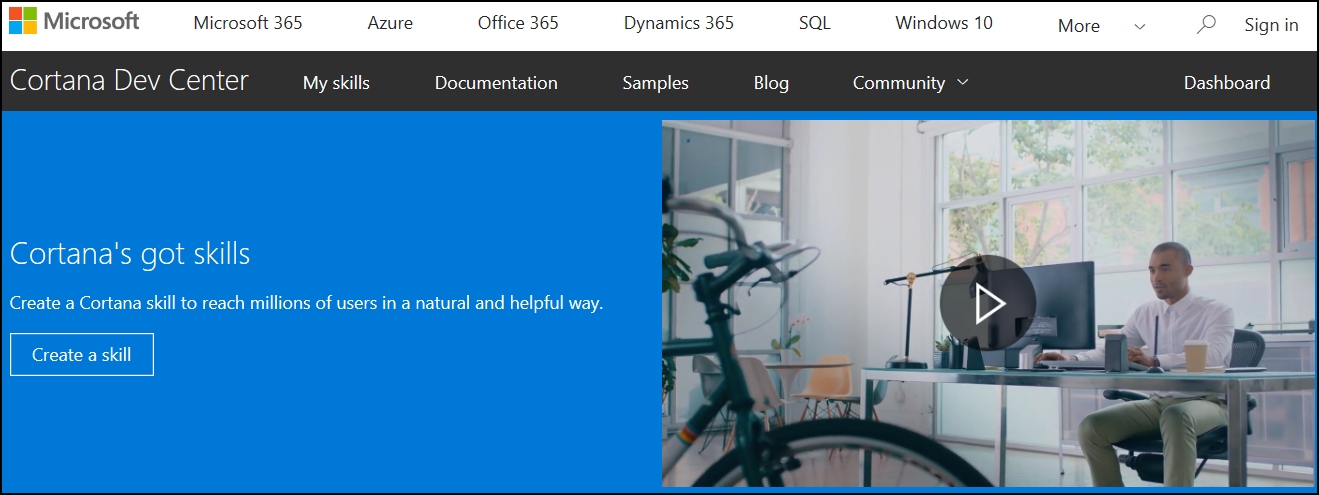 Microsoft Microsoft 365 Azure Office 365 Dynamics 365 SQL Windows 10 More Sign in
Cortana Dev Center My skills Documentation Samples Blog Community Dashboard
Cortana's got skills
Create a Cortana skill to reach millions of users in a natural and helpful way.
Create a skill